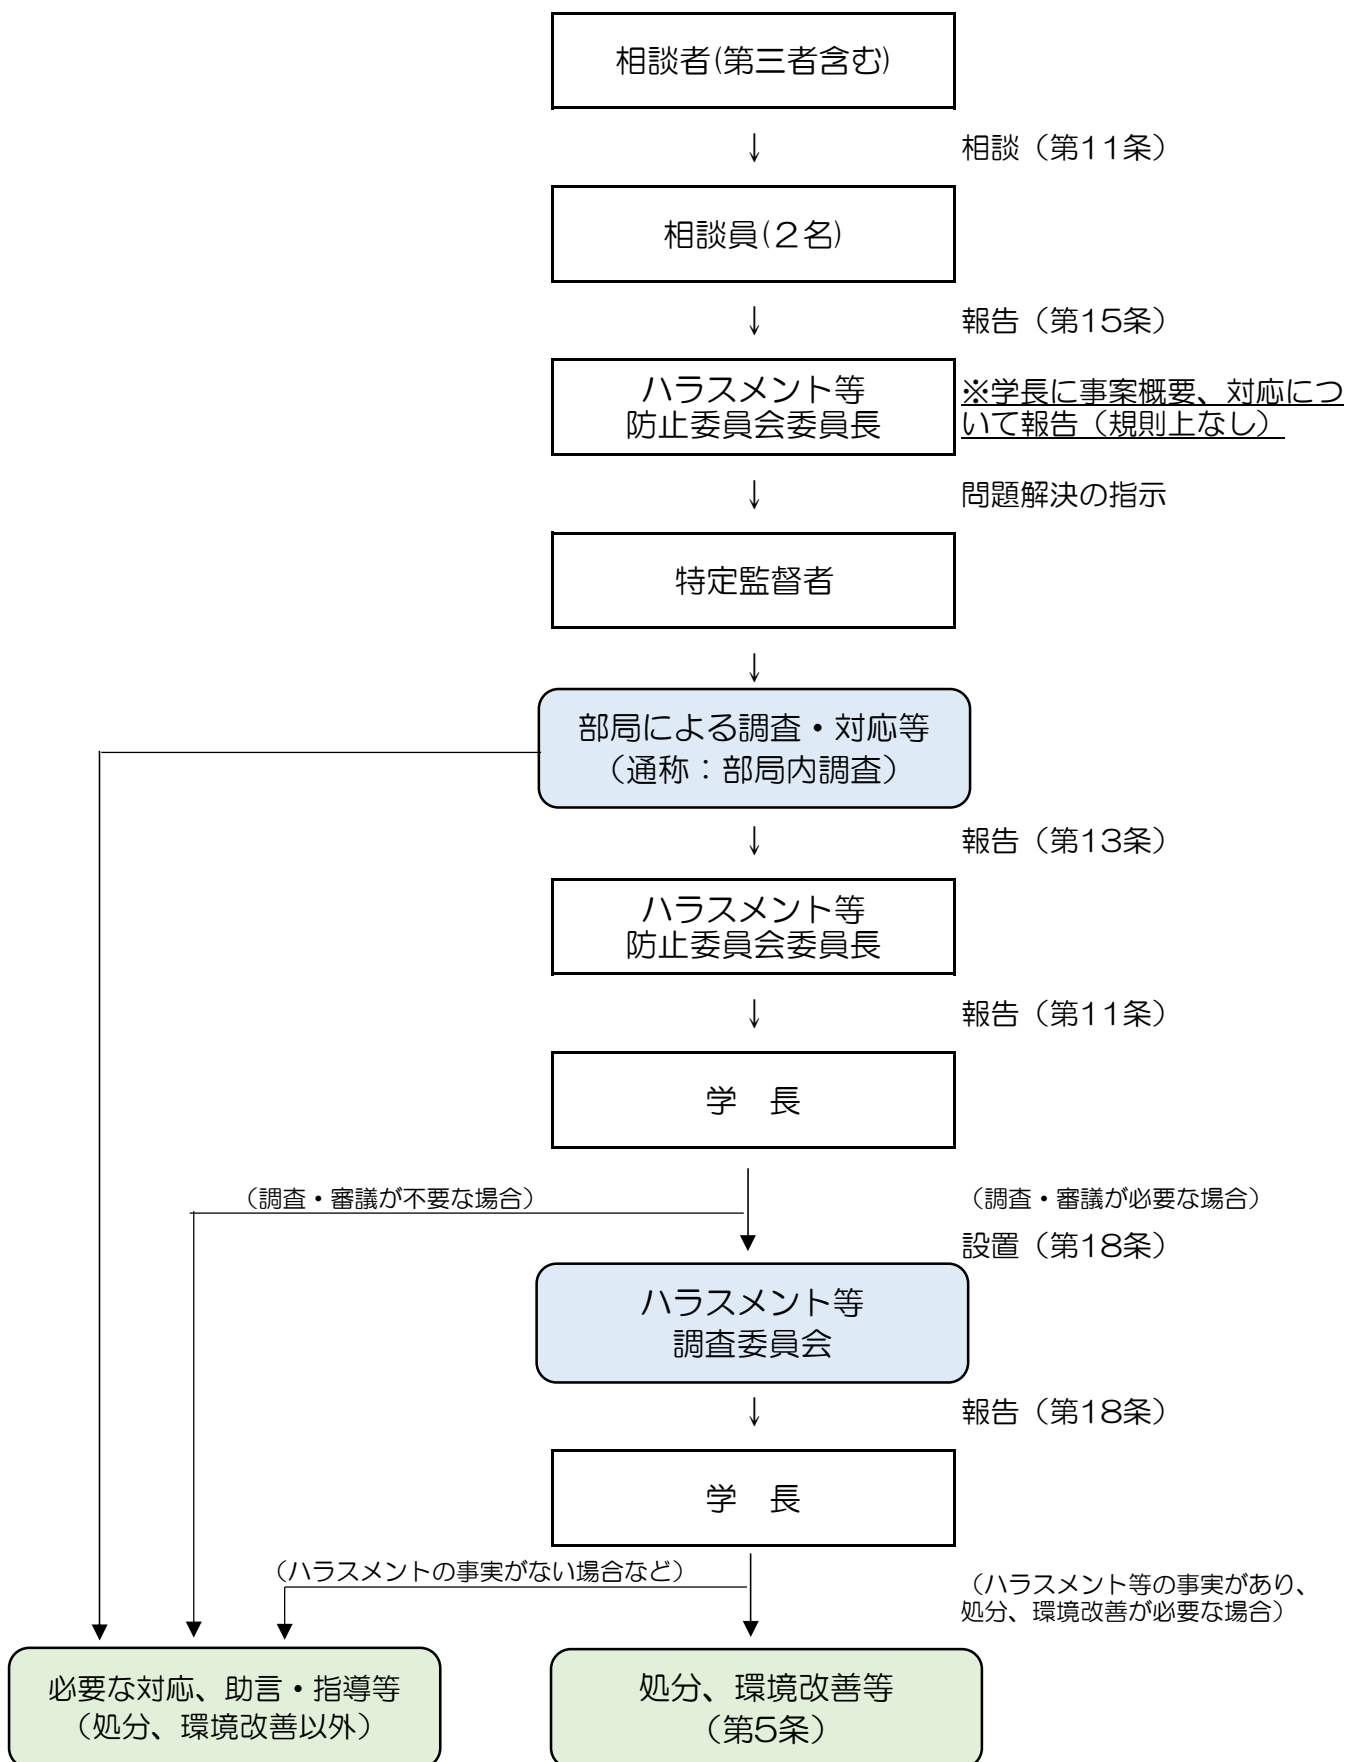 相談者(第三者含む)
↓
相談（第11条）
相談員(２名)
↓
報告（第15条）
ハラスメント等
防止委員会委員長
※学長に事案概要、対応につ
いて報告（規則上なし）
↓
問題解決の指示
特定監督者
↓
部局による調査・対応等
（通称：部局内調査）
↓
報告（第13条）
ハラスメント等
防止委員会委員長
↓
報告（第11条）
学　長
（調査・審議が不要な場合）
（調査・審議が必要な場合）
設置（第18条）
ハラスメント等
調査委員会
↓
報告（第18条）
学　長
（ハラスメントの事実がない場合など）
（ハラスメント等の事実があり、
処分、環境改善が必要な場合）
必要な対応、助言・指導等
（処分、環境改善以外）
処分、環境改善等
（第5条）